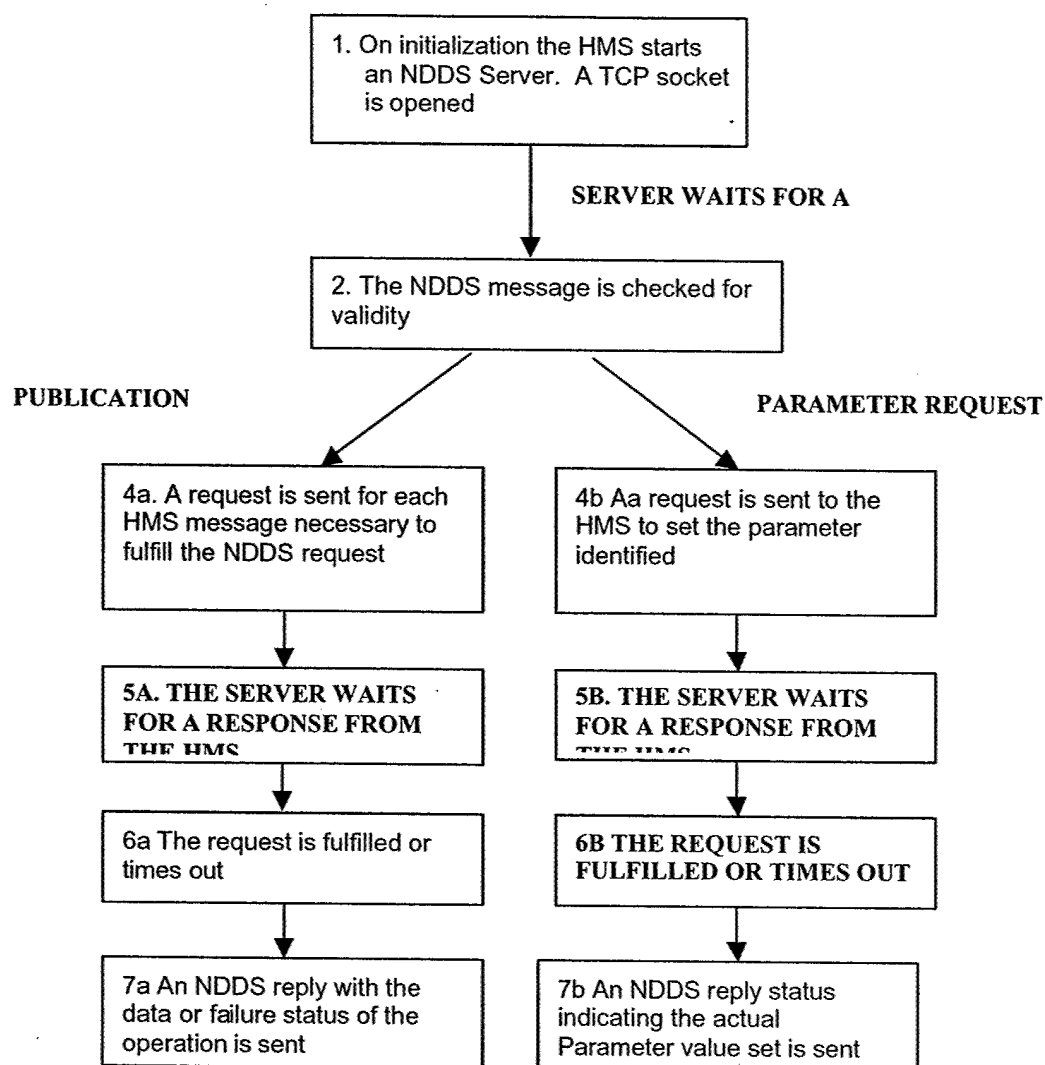 1. On initialization the HMS starts
an NDDS Server. A TCP socket
is opened
SERVER WAITS FOR A
2. The NDDS message is checked for
validity
PUBLICATION
PARAMETER REQUEST
4a. A request is sent for each
HMS message necessary to
fulfill the NDDS request
4b Aa request is sent to the
HMS to set the parameter
identified
5A. THE SERVER WAITS
FOR A RESPONSE FROM
THE HMS
5B. THE SERVER WAITS
FOR A RESPONSE FROM
THE HMS
6a The request is fulfilled or
times out
6B THE REQUEST IS
FULFILLED OR TIMES OUT
7a An NDDS reply with the
data or failure status of the
operation is sent
7b An NDDS reply status
indicating the actual
Parameter value set is sent